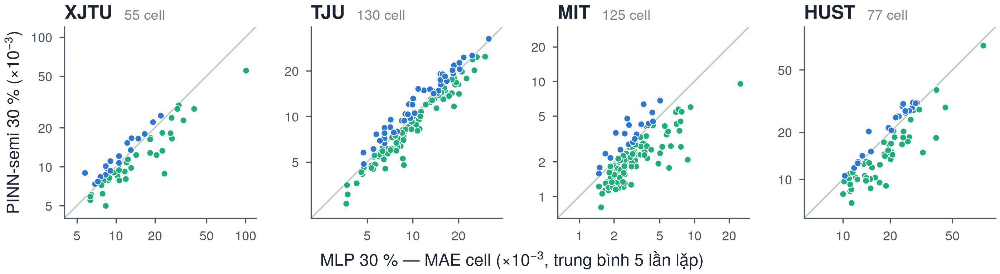 XJTU 55 cell
TJU 130 cell
MIT 125 cell
HUST 77 cell
PINN-semi 30 % (×10⁻³)
100
50
20
10
5
5 10 20 50 100
20
10
5
5 10 20
20
10
5
2
1
1 2 5 10 20
50
20
10
10 20 50
MLP 30 % — MAE cell (×10⁻³, trung bình 5 lần lặp)